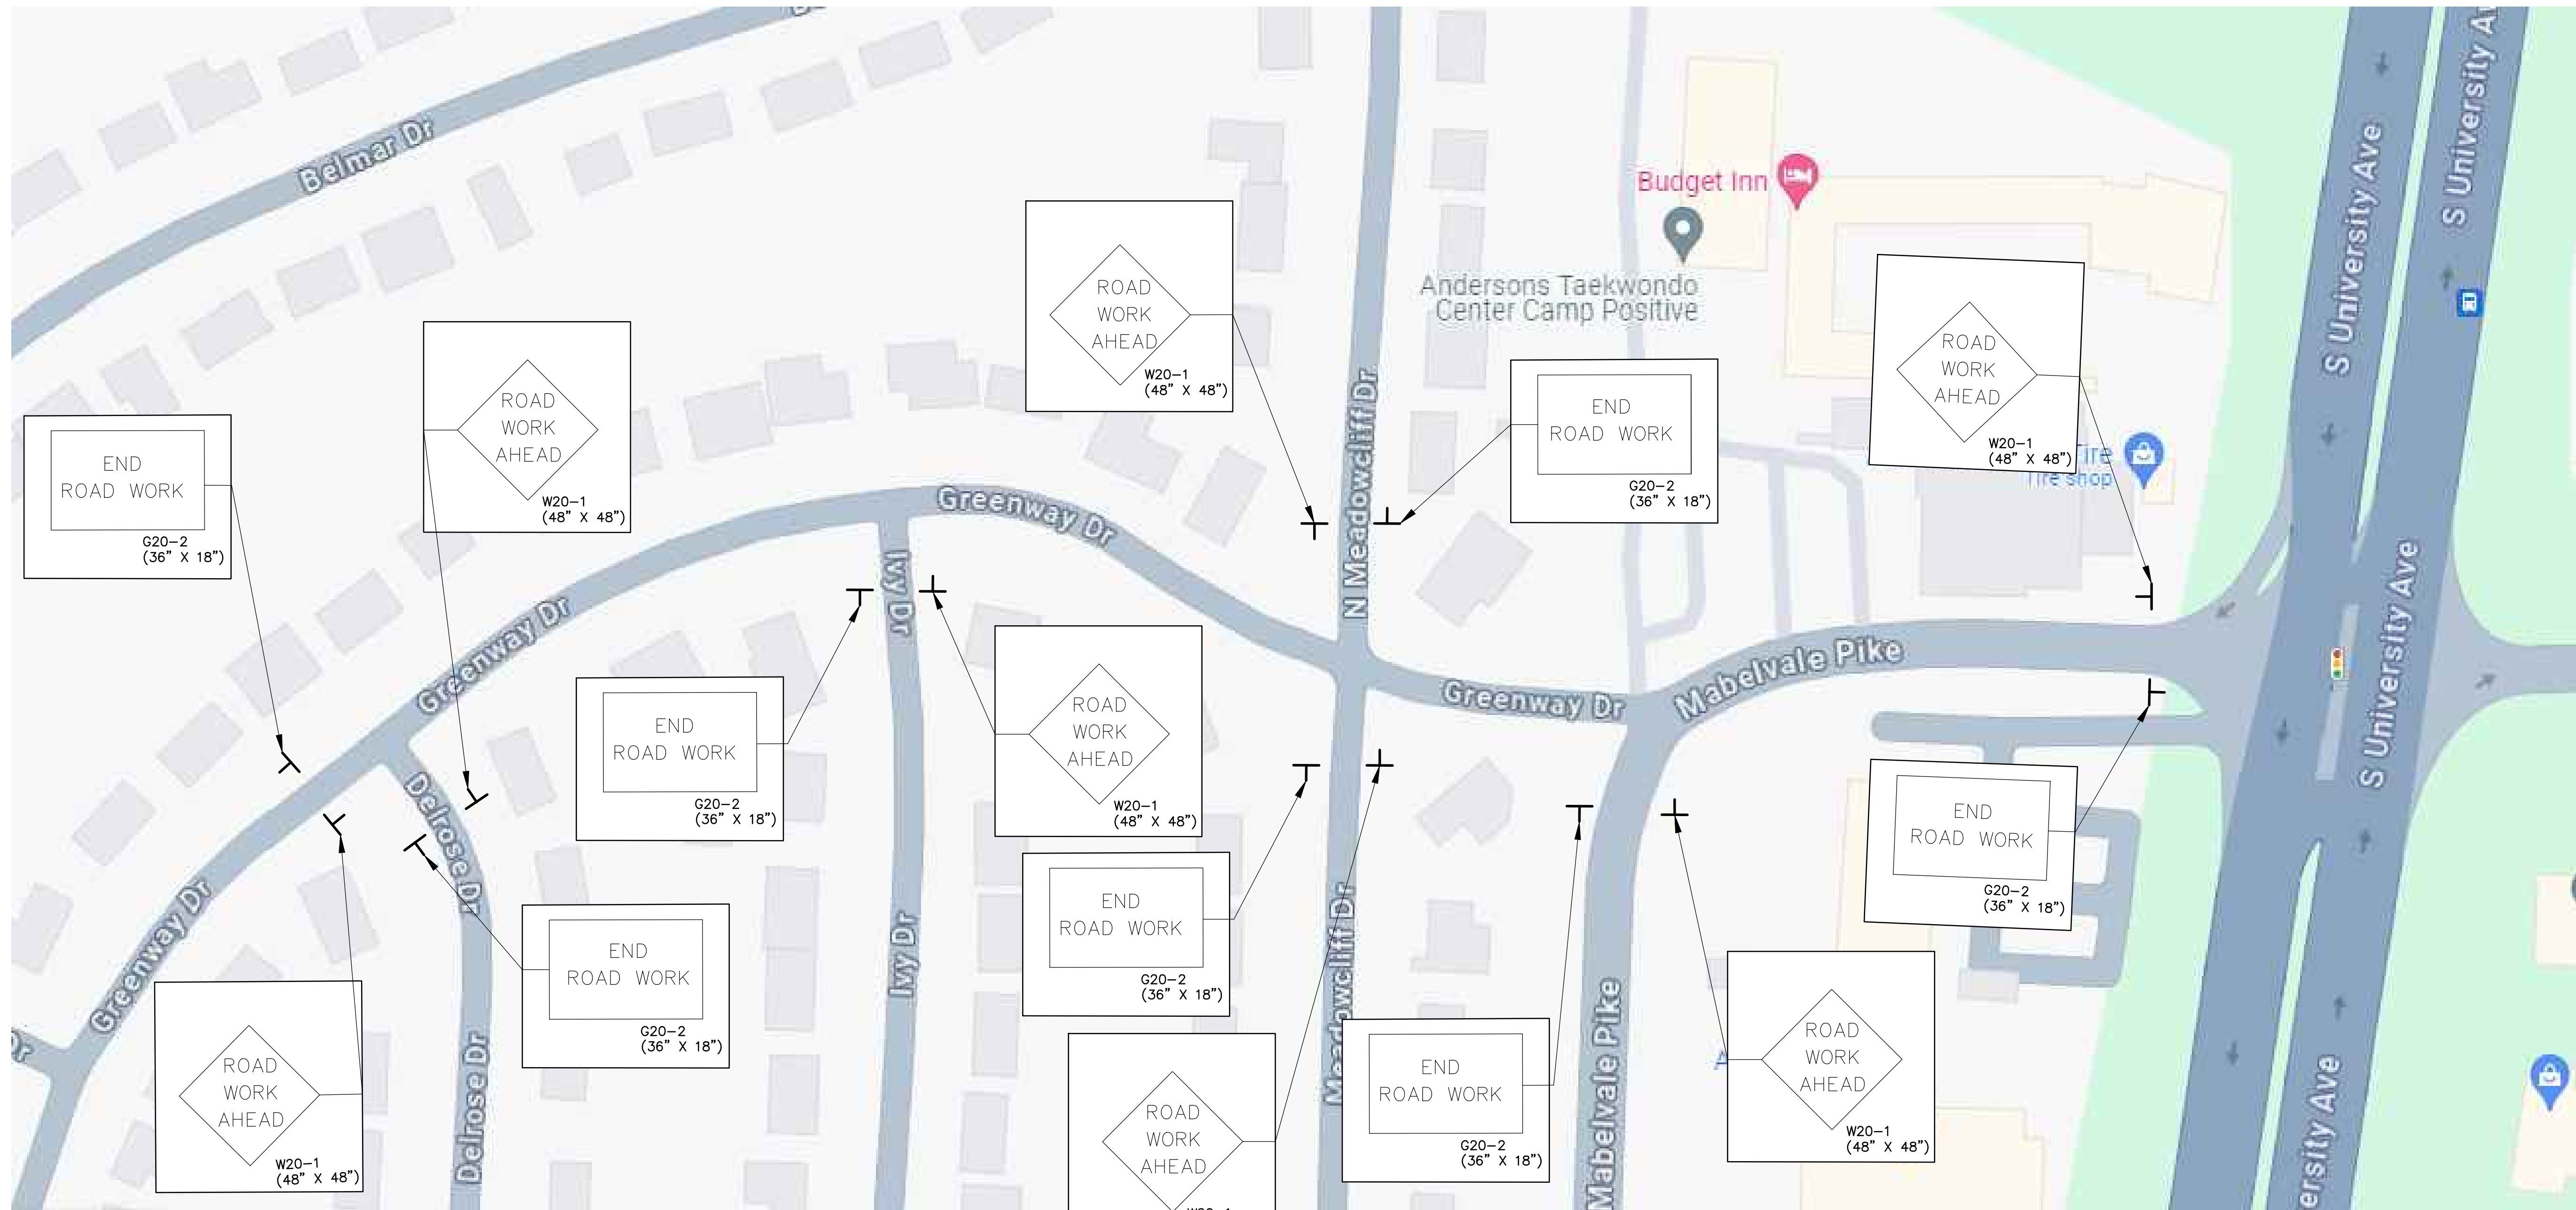 Belmar Dr
S University Ave
S University Av
Budget Inn
Andersons Taekwondo
Center Camp Positive
ROAD
WORK
AHEAD
W20-1
(48" X 48")
ROAD
WORK
AHEAD
W20-1
(48" X 48")
Tire shop
ROAD
WORK
AHEAD
W20-1
(48" X 48")
END
ROAD WORK
G20-2
(36" X 18")
END
ROAD WORK
G20-2
(36" X 18")
N Meadowcliff Dr
Greenway Dr
Ivy Dr
Greenway Dr
Greenway Dr
Mabelvale Pike
S University Ave
END
ROAD WORK
G20-2
(36" X 18")
ROAD
WORK
AHEAD
W20-1
(48" X 48")
Delrose Dr
END
ROAD WORK
G20-2
(36" X 18")
END
ROAD WORK
G20-2
(36" X 18")
END
ROAD WORK
G20-2
(36" X 18")
Greenway Dr
Ivy Dr
Meadowcliff Dr
Dr
ROAD
WORK
AHEAD
W20-1
(48" X 48")
Delrose Dr
ROAD
WORK
AHEAD
END
ROAD WORK
G20-2
(36" X 18")
Mabelvale Pike
A
ROAD
WORK
AHEAD
W20-1
(48" X 48")
ersity Ave